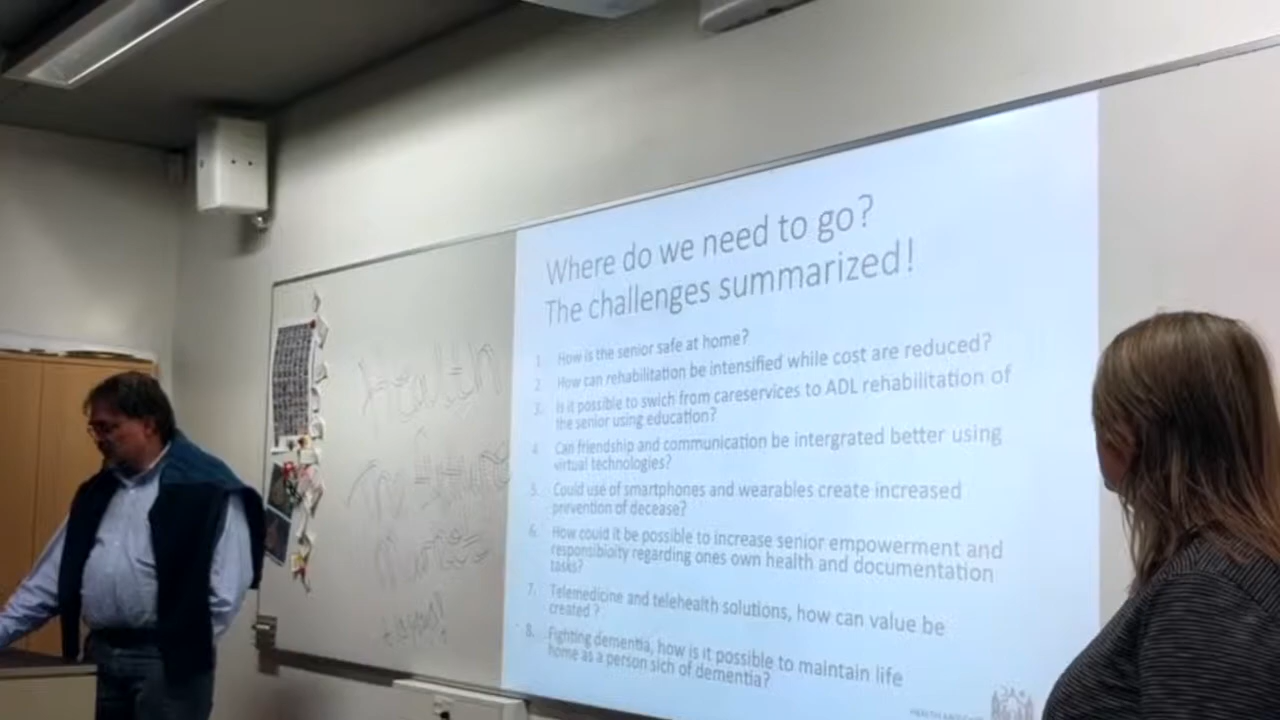 Where do we need to go?
The challenges summarized!
1. How is the senior safe at home?
2. How can rehabilitation be intensified while cost are reduced?
3. Is it possible to swich from careservices to ADL rehabilitation of
the senior using education?
4. Can friendship and communication be intergrated better using
virtual technologies?
5. Could use of smartphones and wearables create increased
prevention of decease?
6. How could it be possible to increase senior empowerment and
responsibioity regarding ones own health and documentation
tasks?
7. Telemedicine and telehealth solutions, how can value be
created ?
8. Fighting dementia, how is it possible to maintain life
home as a person sich of dementia?
Health